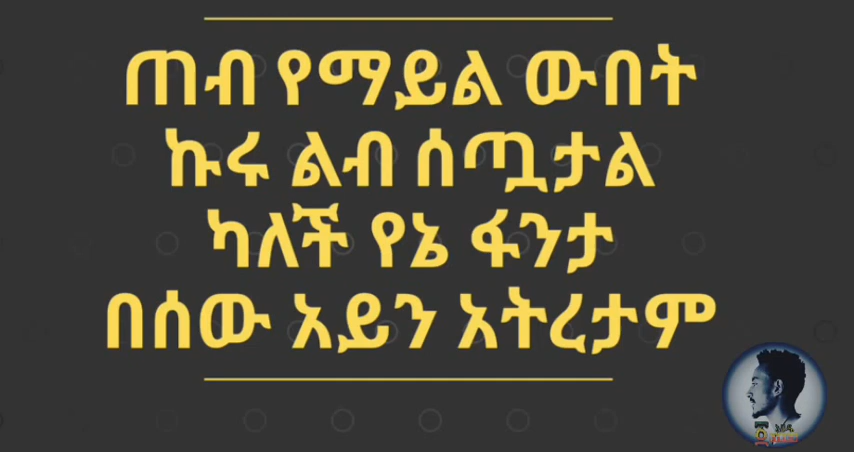 ጠብ የማይል ውበት
ኩሩ ልብ ሰጧታል
ካለች የኔ ፋንታ
በሰው አይን አትረታም